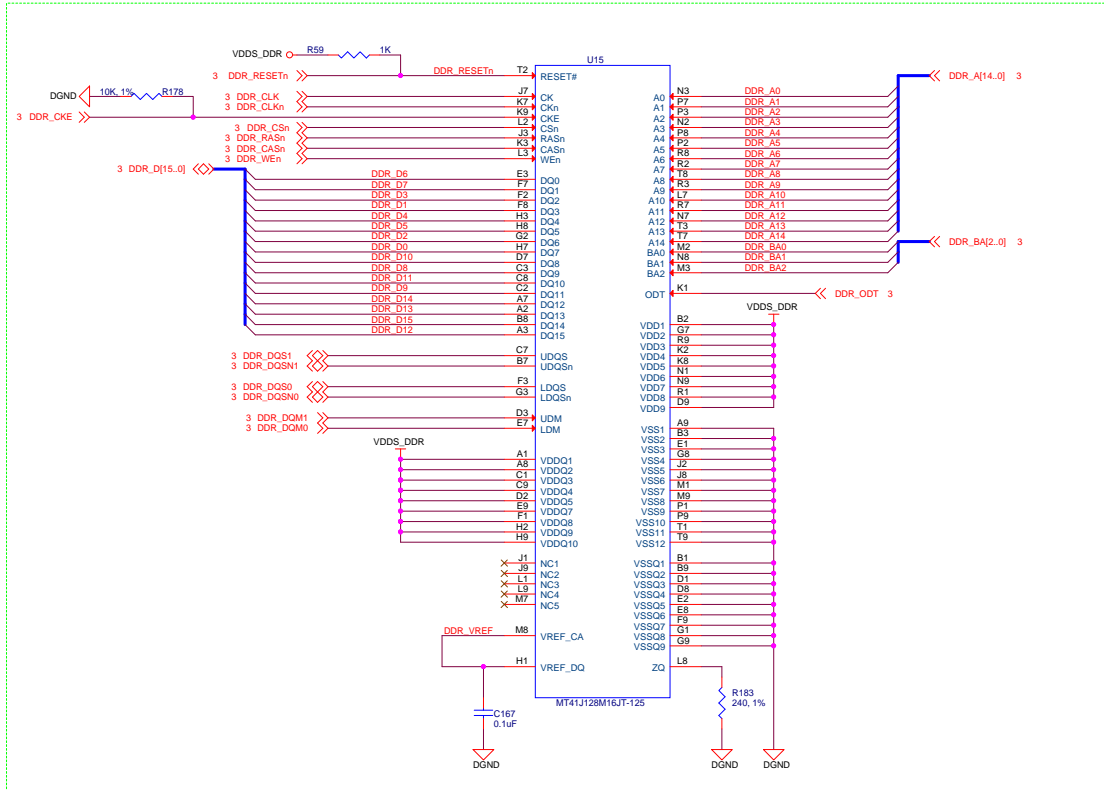 VDDS_DDR R59 1K
U15
3 DDR_RESETn DDR_RESETn T2 RESET#
DGND 10K, 1% R178
3 DDR_CKE
3 DDR_CLK J7 CK
3 DDR_CLKn K7 CKn
K9 CKE
3 DDR_CSn L2 CSn
3 DDR_RASn J3 RASn
3 DDR_CASn K3 CASn
3 DDR_WEn L3 WEn
3 DDR_D[15..0]
DDR_D6 E3 DQ0
DDR_D7 F7 DQ1
DDR_D3 F2 DQ2
DDR_D1 F8 DQ3
DDR_D4 H3 DQ4
DDR_D5 H8 DQ5
DDR_D2 G2 DQ6
DDR_D0 H7 DQ7
DDR_D10 D7 DQ8
DDR_D8 C3 DQ9
DDR_D11 C8 DQ10
DDR_D9 C2 DQ11
DDR_D14 A7 DQ12
DDR_D13 A2 DQ13
DDR_D15 B8 DQ14
DDR_D12 A3 DQ15
3 DDR_DQS1 C7 UDQS
3 DDR_DQSN1 B7 UDQSn
3 DDR_DQS0 F3 LDQS
3 DDR_DQSN0 G3 LDQSn
3 DDR_DQM1 D3 UDM
3 DDR_DQM0 E7 LDM
VDDS_DDR
A1 VDDQ1
A8 VDDQ2
C1 VDDQ3
C9 VDDQ4
D2 VDDQ5
E9 VDDQ7
F1 VDDQ8
H2 VDDQ9
H9 VDDQ10
J1 NC1
J9 NC2
L1 NC3
L9 NC4
M7 NC5
DDR_VREF M8 VREF_CA
H1 VREF_DQ
C167
0.1uF
DGND
A0 N3 DDR_A0
A1 P7 DDR_A1
A2 P3 DDR_A2
A3 N2 DDR_A3
A4 P8 DDR_A4
A5 P2 DDR_A5
A6 R8 DDR_A6
A7 R2 DDR_A7
A8 T8 DDR_A8
A9 R3 DDR_A9
A10 L7 DDR_A10
A11 R7 DDR_A11
A12 N7 DDR_A12
A13 T3 DDR_A13
A14 T7 DDR_A14
BA0 M2 DDR_BA0
BA1 N8 DDR_BA1
BA2 M3 DDR_BA2
DDR_A[14..0] 3
DDR_BA[2..0] 3
ODT K1 DDR_ODT 3
VDDS_DDR
VDD1 B2
VDD2 G7
VDD3 R9
VDD4 K2
VDD5 K8
VDD6 N1
VDD7 N9
VDD8 R1
VDD9 D9
VSS1 A9
VSS2 B3
VSS3 E1
VSS4 G8
VSS5 J2
VSS6 J8
VSS7 M1
VSS8 M9
VSS9 P1
VSS10 P9
VSS11 T1
VSS12 T9
VSSQ1 B1
VSSQ2 B9
VSSQ3 D1
VSSQ4 D8
VSSQ5 E2
VSSQ6 E8
VSSQ7 F9
VSSQ8 G1
VSSQ9 G9
ZQ L8
R183
240, 1%
MT41J128M16JT-125
DGND DGND